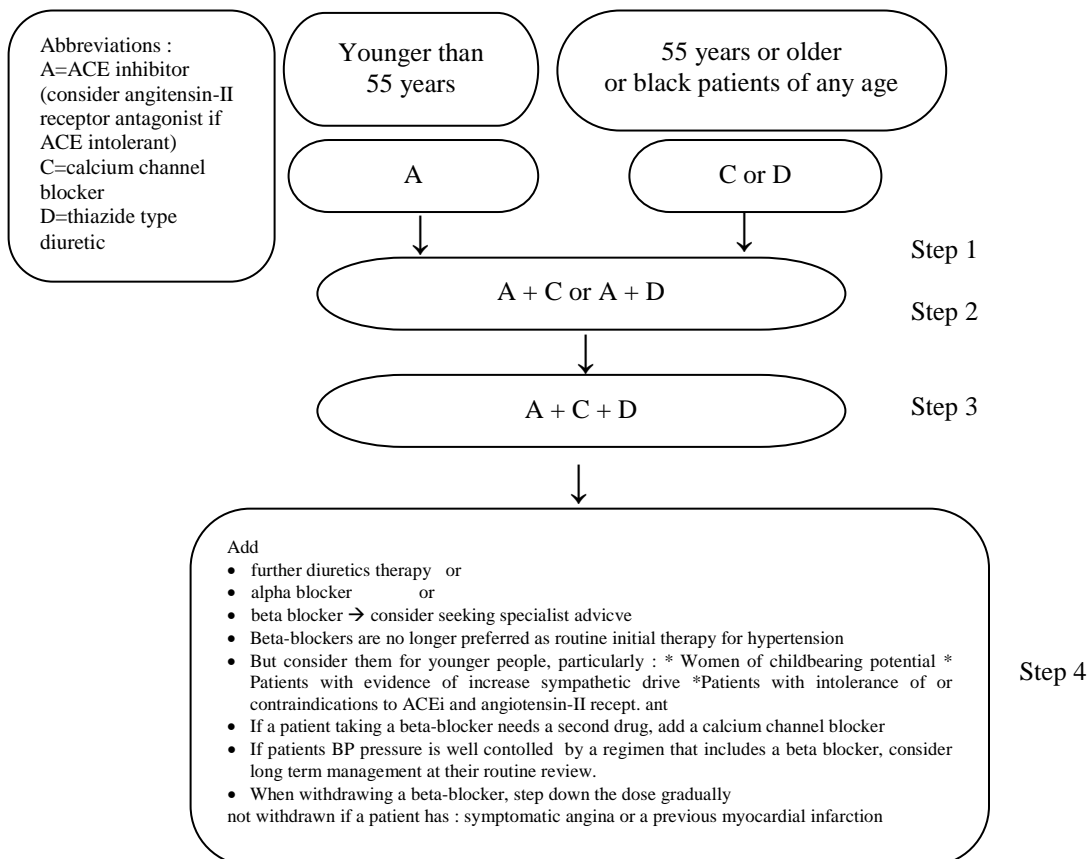 Abbreviations :
A=ACE inhibitor
(consider angitensin-II
receptor antagonist if
ACE intolerant)
C=calcium channel
blocker
D=thiazide type
diuretic
Younger than
55 years
55 years or older
or black patients of any age
A
C or D
Step 1
A + C or A + D
Step 2
A + C + D
Step 3
Add
• further diuretics therapy or
• alpha blocker or
• beta blocker → consider seeking specialist advicve
• Beta-blockers are no longer preferred as routine initial therapy for hypertension
• But consider them for younger people, particularly : * Women of childbearing potential *
Patients with evidence of increase sympathetic drive *Patients with intolerance of or
contraindications to ACEi and angiotensin-II recept. ant
• If a patient taking a beta-blocker needs a second drug, add a calcium channel blocker
• If patients BP pressure is well contolled by a regimen that includes a beta blocker, consider
long term management at their routine review.
• When withdrawing a beta-blocker, step down the dose gradually
not withdrawn if a patient has : symptomatic angina or a previous myocardial infarction
Step 4